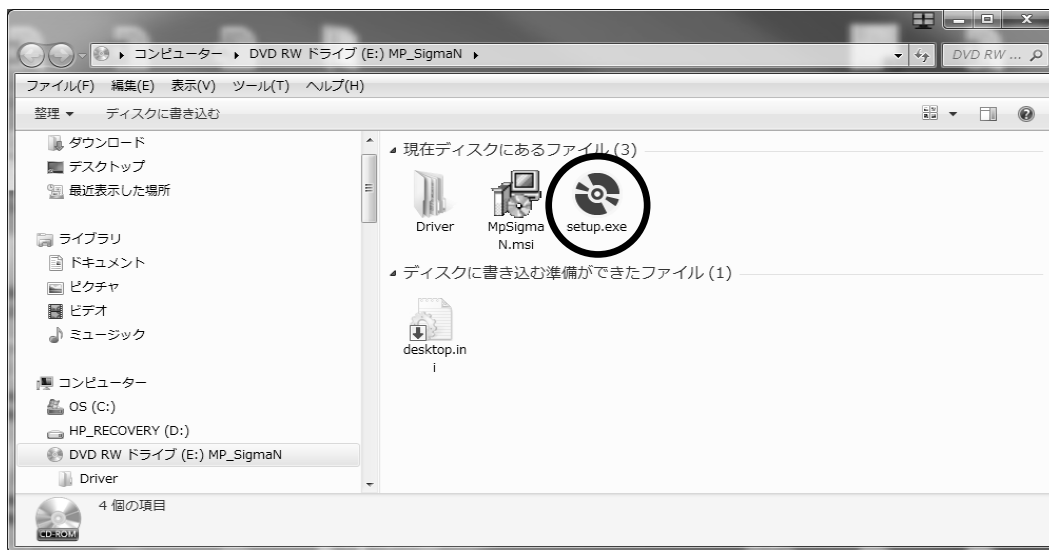 コンピューター ▸ DVD RW ドライブ (E:) MP_SigmaN ▸
DVD RW ...
ファイル(F) 編集(E) 表示(V) ツール(T) ヘルプ(H)
整理 ▼ ディスクに書き込む
ダウンロード
デスクトップ
最近表示した場所
ライブラリ
ドキュメント
ピクチャ
ビデオ
ミュージック
コンピューター
OS (C:)
HP_RECOVERY (D:)
DVD RW ドライブ (E:) MP_SigmaN
Driver
現在ディスクにあるファイル (3)
Driver
MpSigma
N.msi
setup.exe
ディスクに書き込む準備ができたファイル (1)
desktop.in
i
4 個の項目
CD-ROM